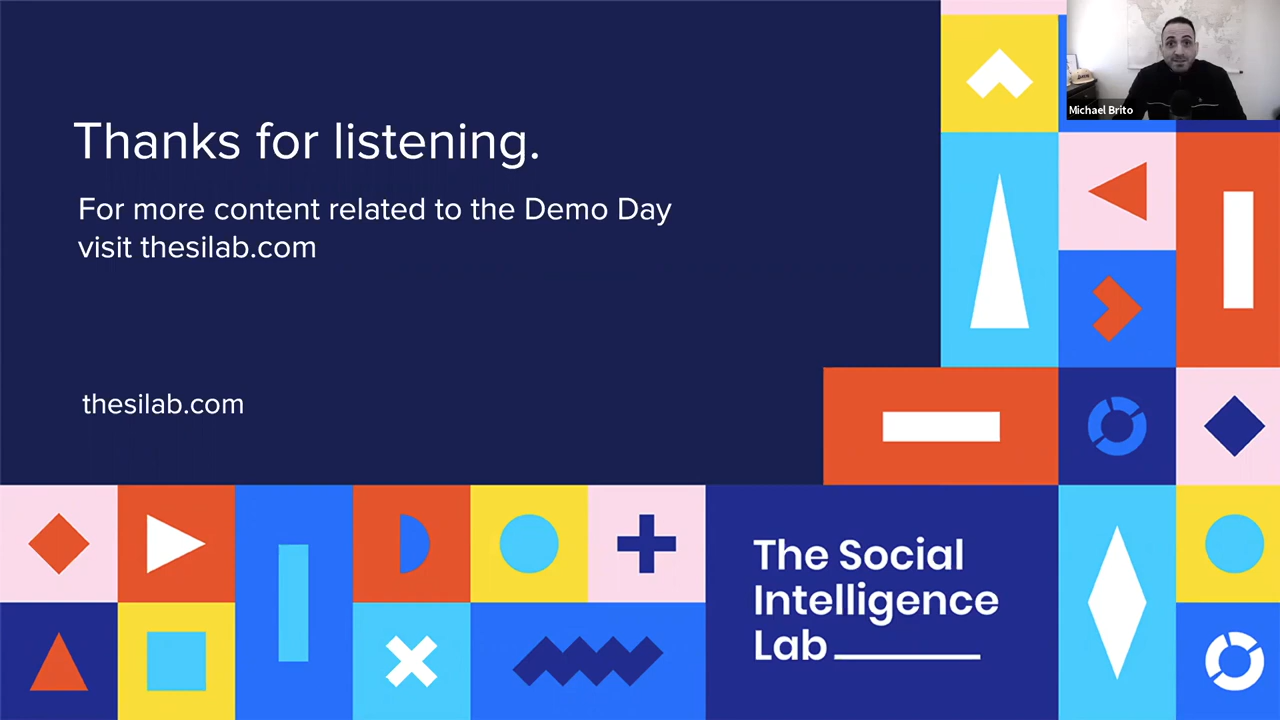 Thanks for listening.
For more content related to the Demo Day
visit thesilab.com
thesilab.com
The Social
Intelligence
Lab
Michael Brito